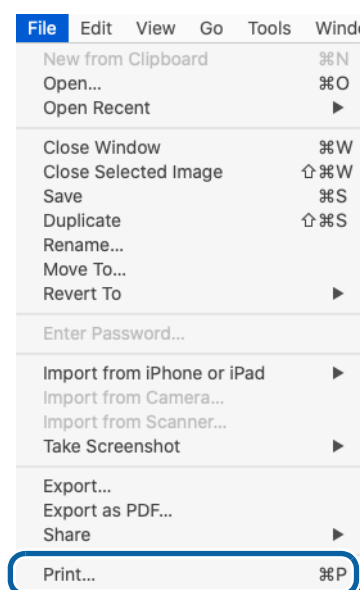 File Edit View Go Tools Windo
New from Clipboard ⌘N
Open... ⌘O
Open Recent ▶
Close Window ⌘W
Close Selected Image ⇧⌘W
Save ⌘S
Duplicate ⇧⌘S
Rename...
Move To...
Revert To ▶
Enter Password...
Import from iPhone or iPad ▶
Import from Camera...
Import from Scanner...
Take Screenshot ▶
Export...
Export as PDF...
Share ▶
Print... ⌘P